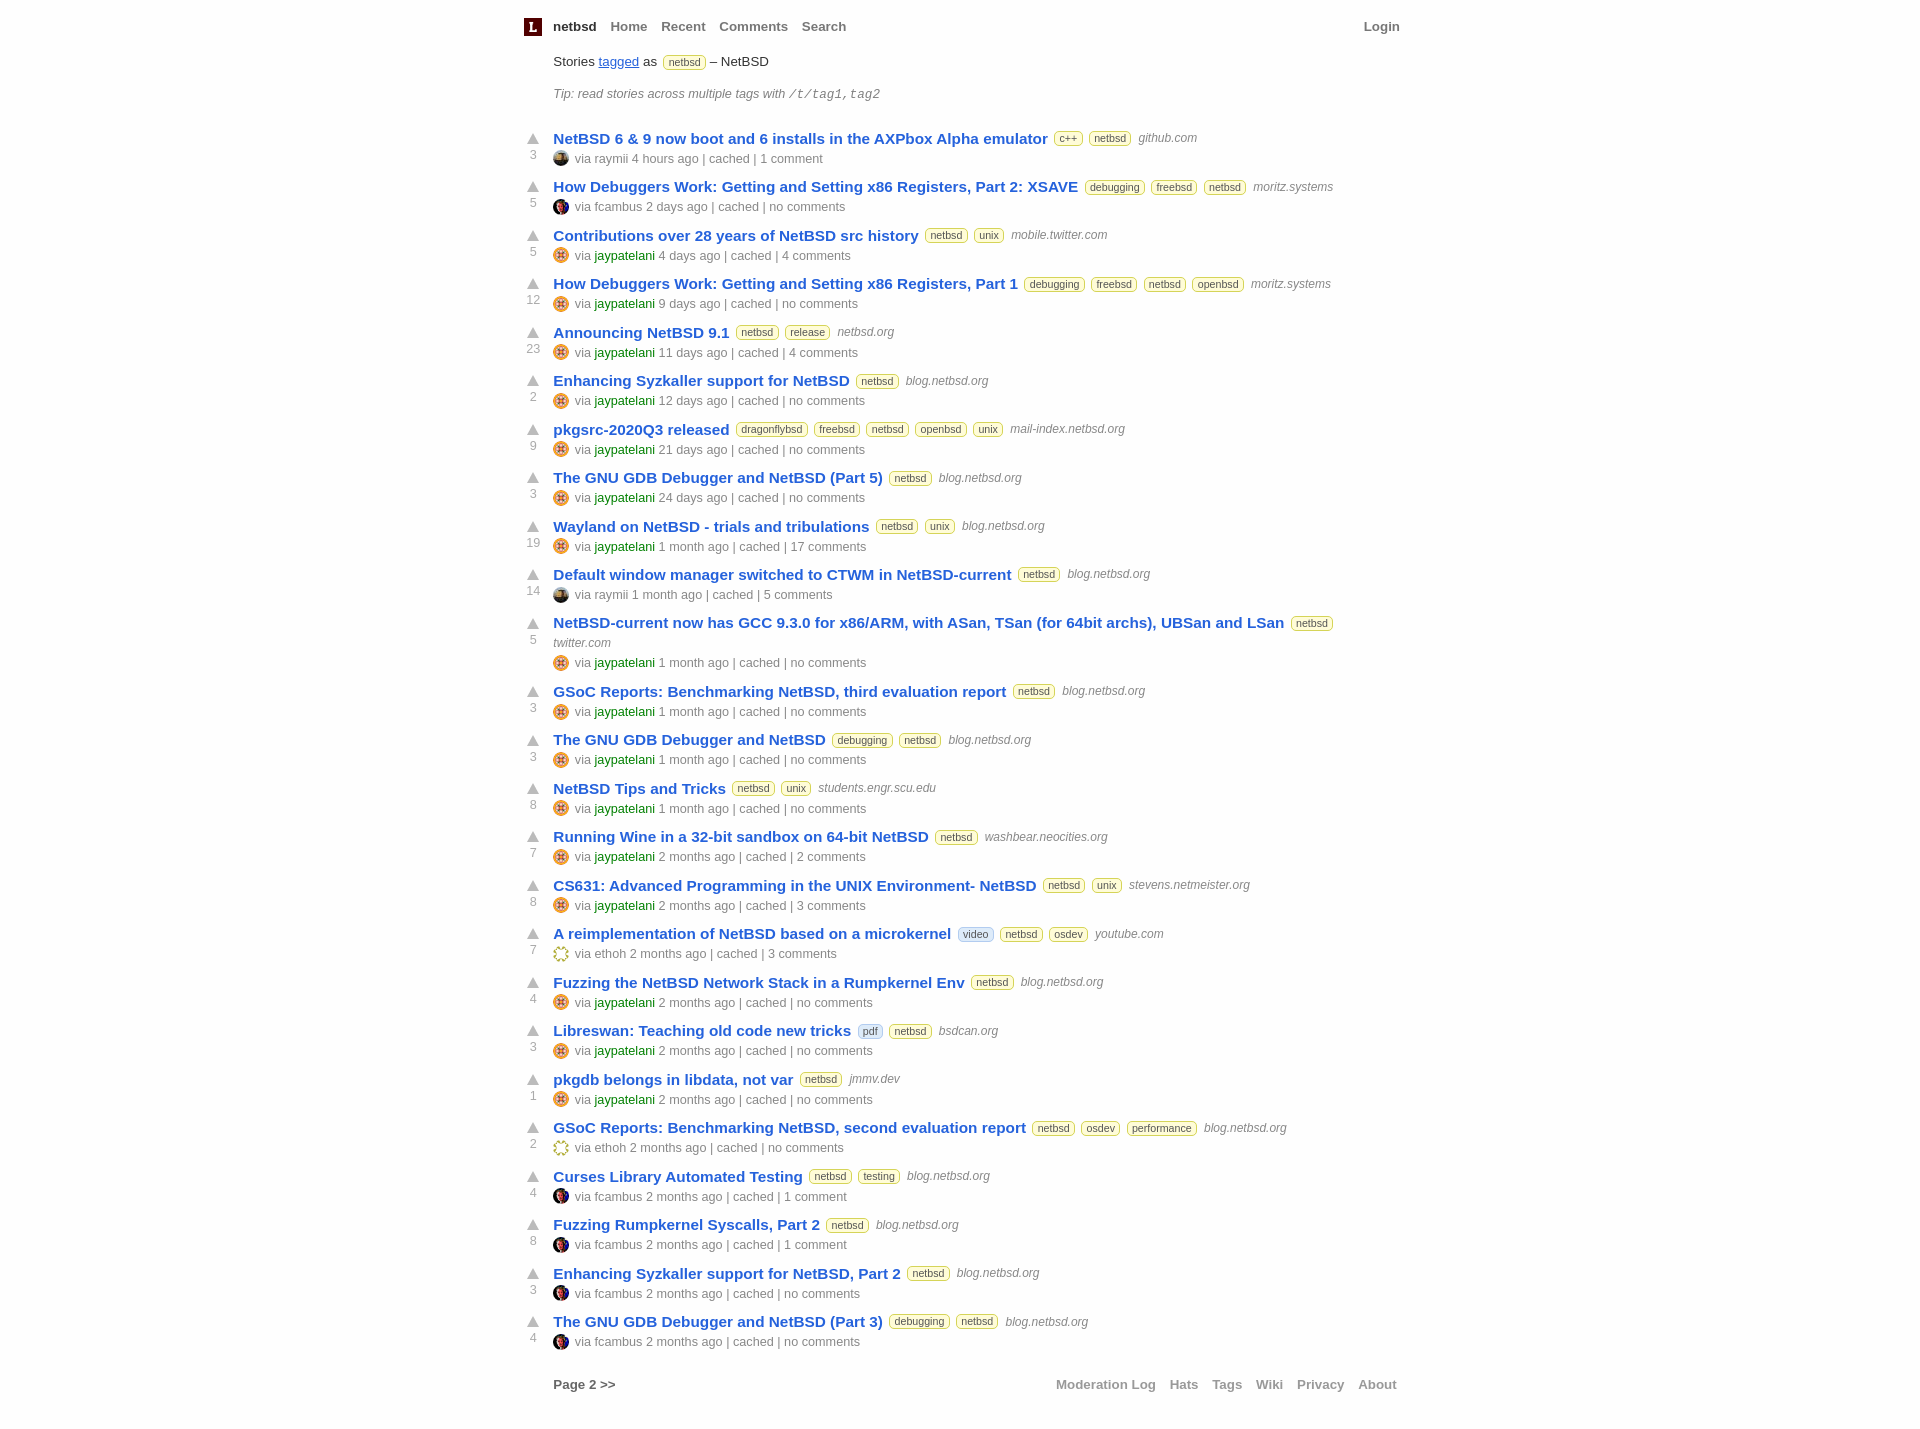 L netbsd Home Recent Comments Search Login
Stories tagged as netbsd – NetBSD
Tip: read stories across multiple tags with /t/tag1,tag2
NetBSD 6 & 9 now boot and 6 installs in the AXPbox Alpha emulator c++ netbsd github.com
3 via raymii 4 hours ago | cached | 1 comment
How Debuggers Work: Getting and Setting x86 Registers, Part 2: XSAVE debugging freebsd netbsd moritz.systems
5 via fcambus 2 days ago | cached | no comments
Contributions over 28 years of NetBSD src history netbsd unix mobile.twitter.com
5 via jaypatelani 4 days ago | cached | 4 comments
How Debuggers Work: Getting and Setting x86 Registers, Part 1 debugging freebsd netbsd openbsd moritz.systems
12 via jaypatelani 9 days ago | cached | no comments
Announcing NetBSD 9.1 netbsd release netbsd.org
23 via jaypatelani 11 days ago | cached | 4 comments
Enhancing Syzkaller support for NetBSD netbsd blog.netbsd.org
2 via jaypatelani 12 days ago | cached | no comments
pkgsrc-2020Q3 released dragonflybsd freebsd netbsd openbsd unix mail-index.netbsd.org
9 via jaypatelani 21 days ago | cached | no comments
The GNU GDB Debugger and NetBSD (Part 5) netbsd blog.netbsd.org
3 via jaypatelani 24 days ago | cached | no comments
Wayland on NetBSD - trials and tribulations netbsd unix blog.netbsd.org
19 via jaypatelani 1 month ago | cached | 17 comments
Default window manager switched to CTWM in NetBSD-current netbsd blog.netbsd.org
14 via raymii 1 month ago | cached | 5 comments
NetBSD-current now has GCC 9.3.0 for x86/ARM, with ASan, TSan (for 64bit archs), UBSan and LSan netbsd
5 twitter.com
via jaypatelani 1 month ago | cached | no comments
GSoC Reports: Benchmarking NetBSD, third evaluation report netbsd blog.netbsd.org
3 via jaypatelani 1 month ago | cached | no comments
The GNU GDB Debugger and NetBSD debugging netbsd blog.netbsd.org
3 via jaypatelani 1 month ago | cached | no comments
NetBSD Tips and Tricks netbsd unix students.engr.scu.edu
8 via jaypatelani 1 month ago | cached | no comments
Running Wine in a 32-bit sandbox on 64-bit NetBSD netbsd washbear.neocities.org
7 via jaypatelani 2 months ago | cached | 2 comments
CS631: Advanced Programming in the UNIX Environment- NetBSD netbsd unix stevens.netmeister.org
8 via jaypatelani 2 months ago | cached | 3 comments
A reimplementation of NetBSD based on a microkernel video netbsd osdev youtube.com
7 via ethoh 2 months ago | cached | 3 comments
Fuzzing the NetBSD Network Stack in a Rumpkernel Env netbsd blog.netbsd.org
4 via jaypatelani 2 months ago | cached | no comments
Libreswan: Teaching old code new tricks pdf netbsd bsdcan.org
3 via jaypatelani 2 months ago | cached | no comments
pkgdb belongs in libdata, not var netbsd jmmv.dev
1 via jaypatelani 2 months ago | cached | no comments
GSoC Reports: Benchmarking NetBSD, second evaluation report netbsd osdev performance blog.netbsd.org
2 via ethoh 2 months ago | cached | no comments
Curses Library Automated Testing netbsd testing blog.netbsd.org
4 via fcambus 2 months ago | cached | 1 comment
Fuzzing Rumpkernel Syscalls, Part 2 netbsd blog.netbsd.org
8 via fcambus 2 months ago | cached | 1 comment
Enhancing Syzkaller support for NetBSD, Part 2 netbsd blog.netbsd.org
3 via fcambus 2 months ago | cached | no comments
The GNU GDB Debugger and NetBSD (Part 3) debugging netbsd blog.netbsd.org
4 via fcambus 2 months ago | cached | no comments
Page 2 >> Moderation Log Hats Tags Wiki Privacy About